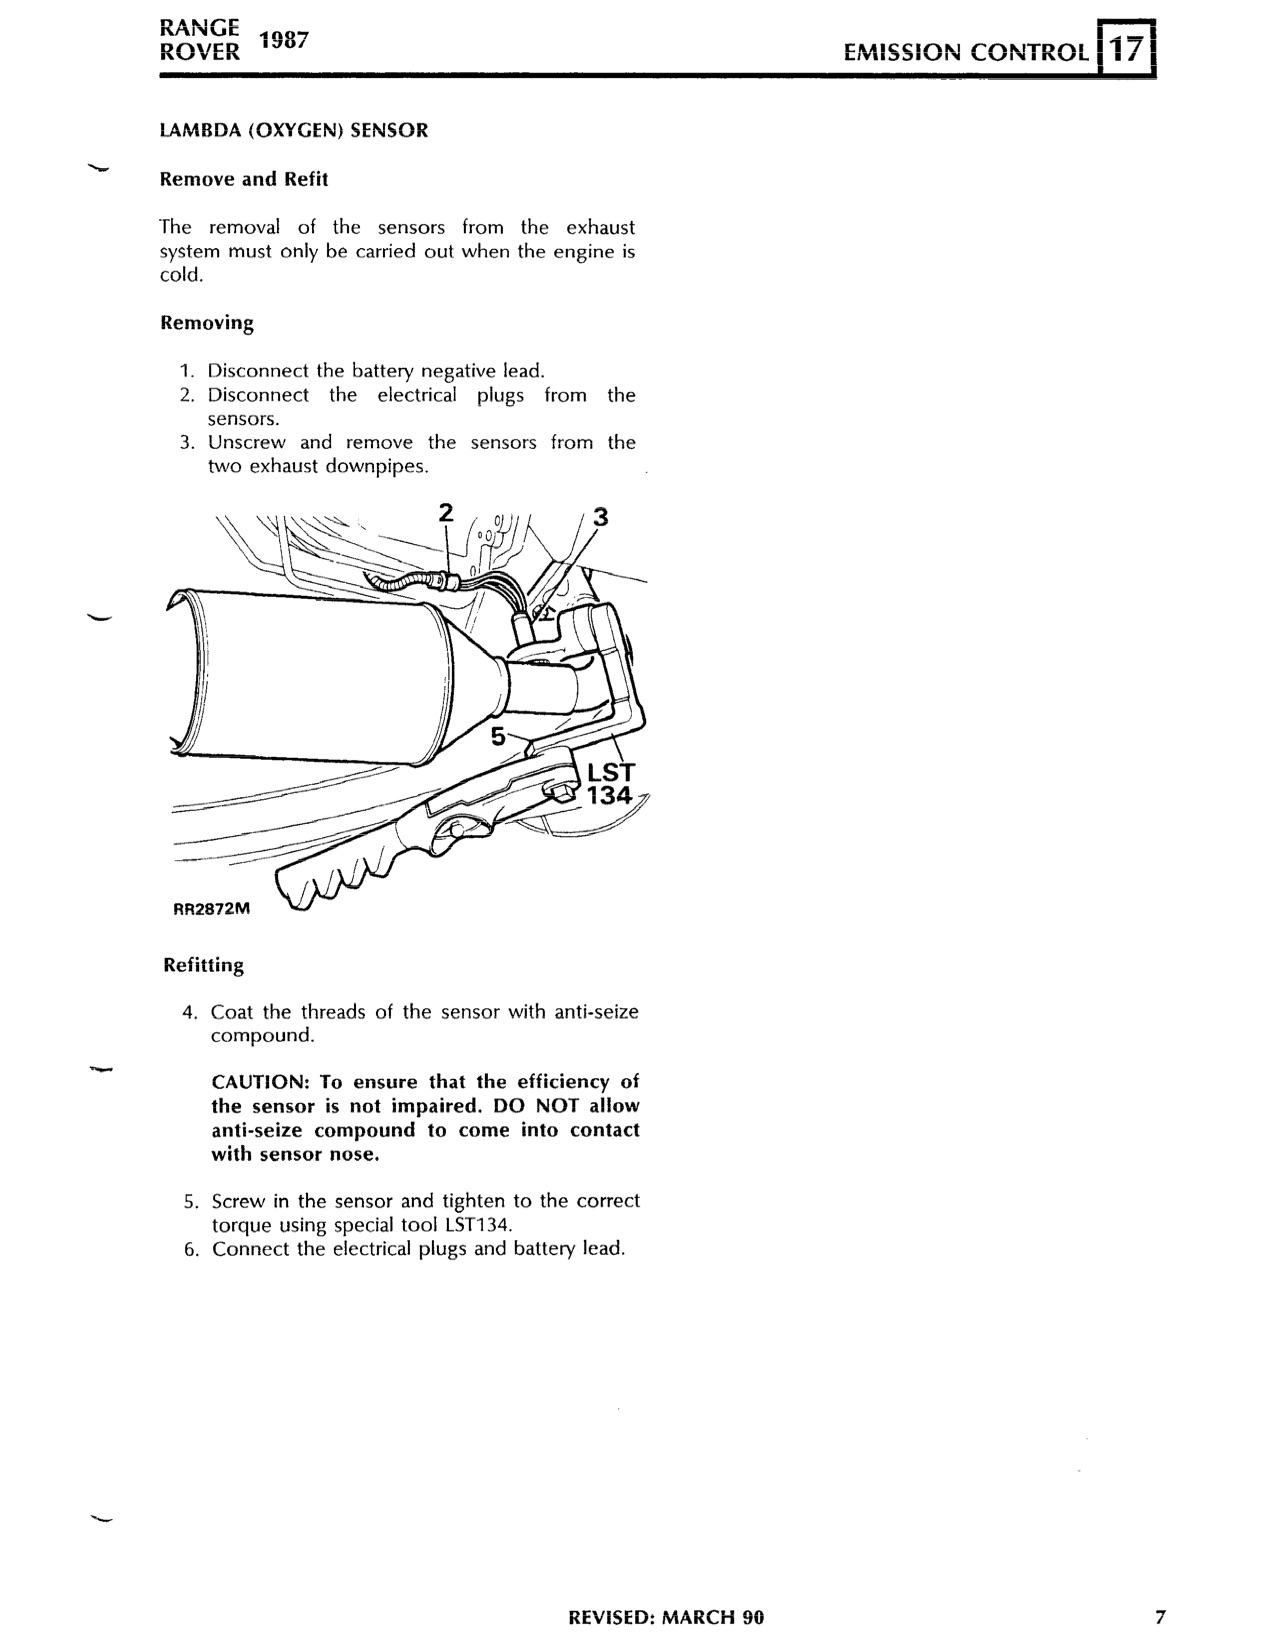 RANGE
ROVER 1987
EMISSION CONTROL 17
LAMBDA (OXYGEN) SENSOR
Remove and Refit
The removal of the sensors from the exhaust
system must only be carried out when the engine is
cold.
Removing
1. Disconnect the battery negative lead.
2. Disconnect the electrical plugs from the
sensors.
3. Unscrew and remove the sensors from the
two exhaust downpipes.
2
3
5
LST
134
RR2872M
Refitting
4. Coat the threads of the sensor with anti-seize
compound.
CAUTION: To ensure that the efficiency of
the sensor is not impaired. DO NOT allow
anti-seize compound to come into contact
with sensor nose.
5. Screw in the sensor and tighten to the correct
torque using special tool LST134.
6. Connect the electrical plugs and battery lead.
REVISED: MARCH 90
7